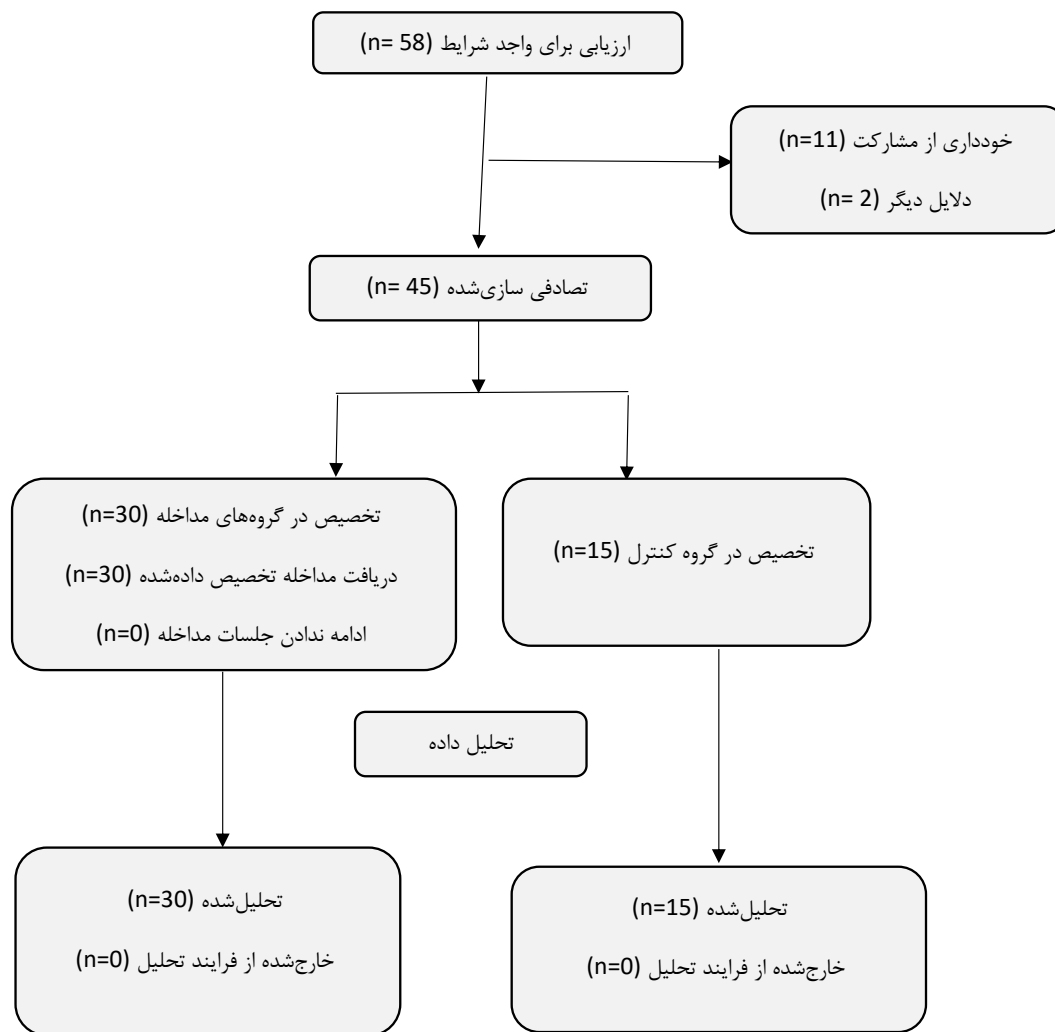 ارزیابی برای واجد شرایط (n= 58)
خودداری از مشارکت (n=11)
دلایل دیگر (n= 2)
تصادفی سازی‌شده (n= 45)
تخصیص در گروه‌های مداخله (n=30)
دریافت مداخله تخصیص داده‌شده (n=30)
ادامه ندادن جلسات مداخله (n=0)
تخصیص در گروه کنترل (n=15)
تحلیل داده
تحلیل‌شده (n=30)
خارج‌شده از فرایند تحلیل (n=0)
تحلیل‌شده (n=15)
خارج‌شده از فرایند تحلیل (n=0)